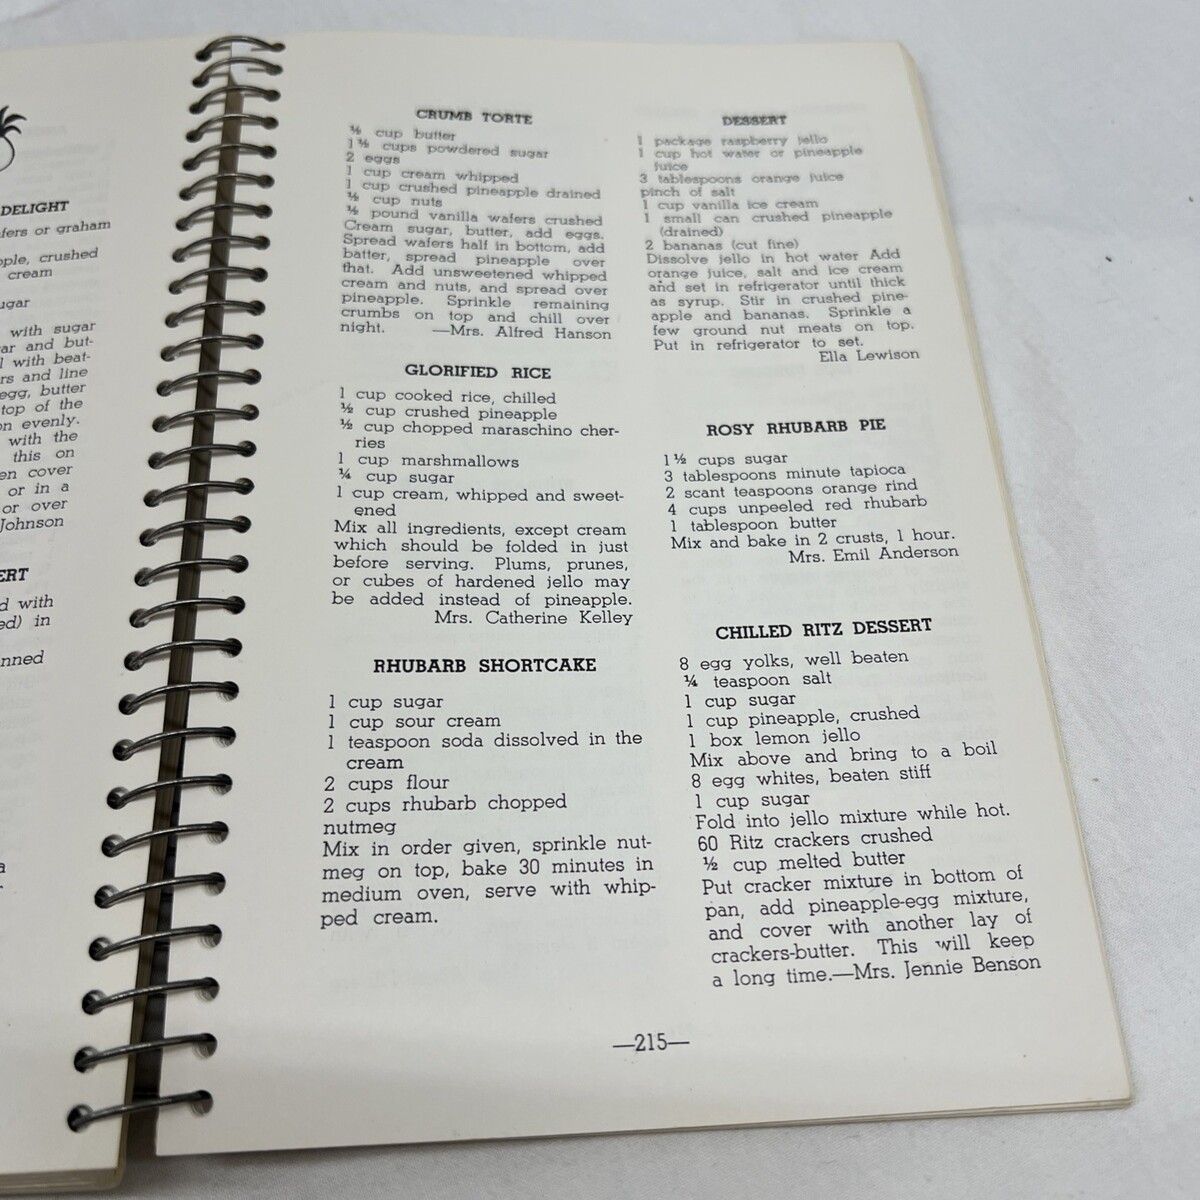 DELIGHT
fers or graham
ple, crushed
cream
ugar
with sugar
ar and but-
l with beat-
rs and line
egg, butter
top of the
on evenly.
with the
this on
en cover
or in a
or over
Johnson
ERT
d with
ed) in
nned
a
CRUMB TORTE
½ cup butter
1½ cups powdered sugar
2 eggs
1 cup cream whipped
1 cup crushed pineapple drained
½ cup nuts
½ pound vanilla wafers crushed
Cream sugar, butter, add eggs.
Spread wafers half in bottom, add
batter, spread pineapple over
that. Add unsweetened whipped
cream and nuts, and spread over
pineapple. Sprinkle remaining
crumbs on top and chill over
night. —Mrs. Alfred Hanson
GLORIFIED RICE
1 cup cooked rice, chilled
½ cup crushed pineapple
½ cup chopped maraschino cher-
ries
1 cup marshmallows
¼ cup sugar
1 cup cream, whipped and sweet-
ened
Mix all ingredients, except cream
which should be folded in just
before serving. Plums, prunes,
or cubes of hardened jello may
be added instead of pineapple.
Mrs. Catherine Kelley
RHUBARB SHORTCAKE
1 cup sugar
1 cup sour cream
1 teaspoon soda dissolved in the
cream
2 cups flour
2 cups rhubarb chopped
nutmeg
Mix in order given, sprinkle nut-
meg on top, bake 30 minutes in
medium oven, serve with whip-
ped cream.
DESSERT
1 package raspberry jello
1 cup hot water or pineapple
juice
3 tablespoons orange juice
pinch of salt
1 cup vanilla ice cream
1 small can crushed pineapple
(drained)
2 bananas (cut fine)
Dissolve jello in hot water Add
orange juice, salt and ice cream
and set in refrigerator until thick
as syrup. Stir in crushed pine-
apple and bananas. Sprinkle a
few ground nut meats on top.
Put in refrigerator to set.
Ella Lewison
ROSY RHUBARB PIE
1½ cups sugar
3 tablespoons minute tapioca
2 scant teaspoons orange rind
4 cups unpeeled red rhubarb
1 tablespoon butter
Mix and bake in 2 crusts, 1 hour.
Mrs. Emil Anderson
CHILLED RITZ DESSERT
8 egg yolks, well beaten
¼ teaspoon salt
1 cup sugar
1 cup pineapple, crushed
1 box lemon jello
Mix above and bring to a boil
8 egg whites, beaten stiff
1 cup sugar
Fold into jello mixture while hot.
60 Ritz crackers crushed
½ cup melted butter
Put cracker mixture in bottom of
pan, add pineapple-egg mixture,
and cover with another lay of
crackers-butter. This will keep
a long time.—Mrs. Jennie Benson
—215—